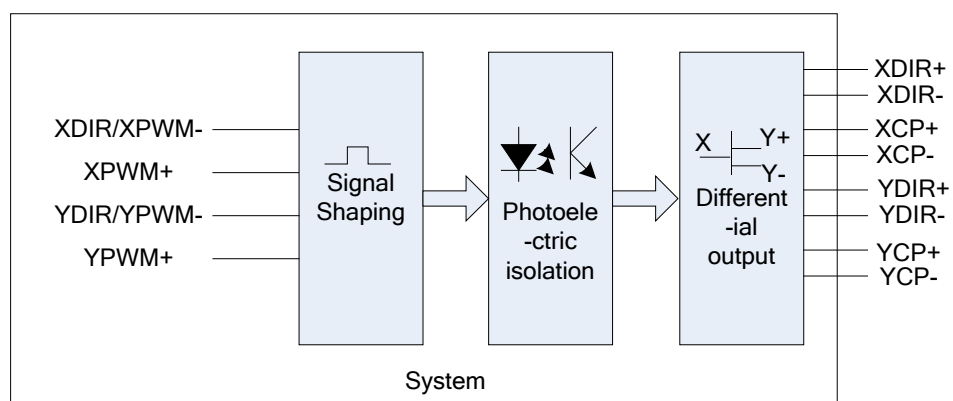 XDIR/XPWM-
XPWM+
YDIR/YPWM-
YPWM+
Signal
Shaping
Photoele
-ctric
isolation
X
Y+
Y-
Different
-ial
output
XDIR+
XDIR-
XCP+
XCP-
YDIR+
YDIR-
YCP+
YCP-
System